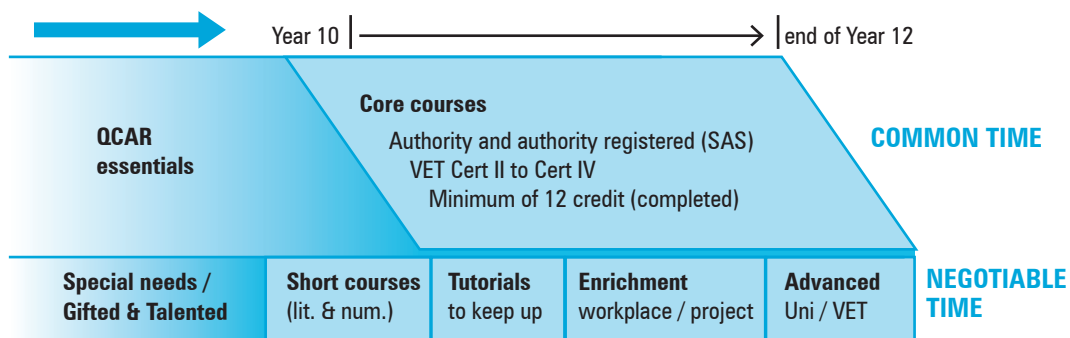 Year 10
end of Year 12
QCAR
essentials
Core courses
Authority and authority registered (SAS)
VET Cert II to Cert IV
Minimum of 12 credit (completed)
COMMON TIME
Special needs /
Gifted & Talented
Short courses
(lit. & num.)
Tutorials
to keep up
Enrichment
workplace / project
Advanced
Uni / VET
NEGOTIABLE
TIME